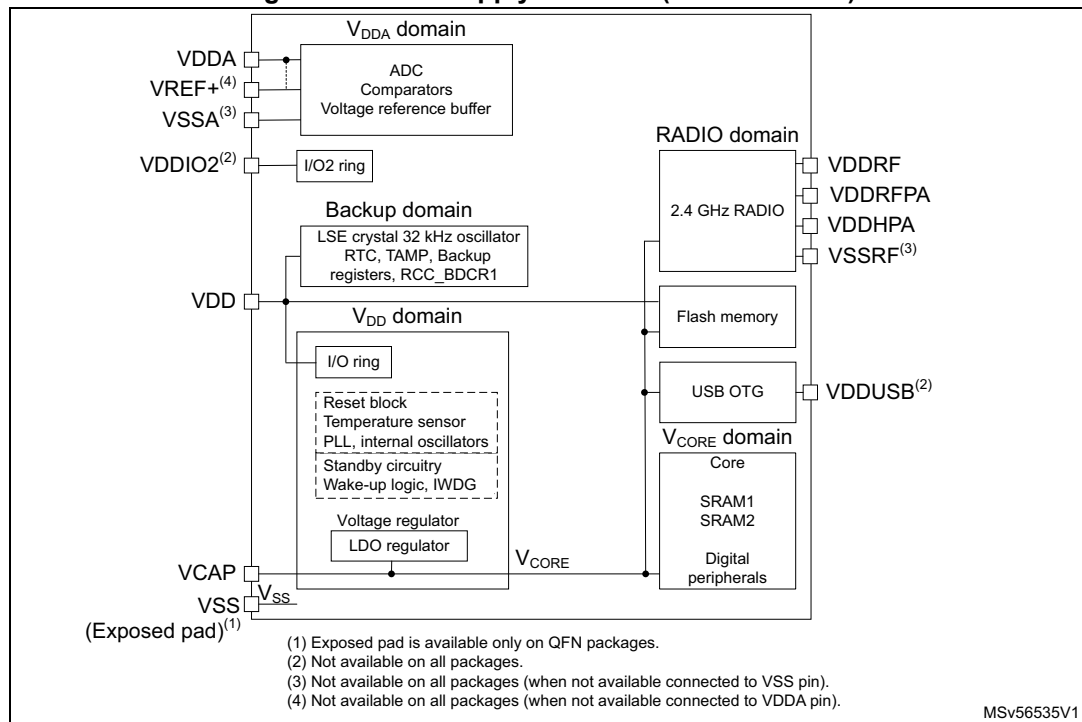 V_DDA domain
VDDA
VREF+(4)
VSSA(3)
ADC
Comparators
Voltage reference buffer
VDDIO2(2)
I/O2 ring
RADIO domain
2.4 GHz RADIO
VDDRF
VDDRFPA
VDDHPA
VSSRF(3)
Backup domain
LSE crystal 32 kHz oscillator
RTC, TAMP, Backup
registers, RCC_BDCR1
VDD
V_DD domain
I/O ring
Flash memory
Reset block
Temperature sensor
PLL, internal oscillators
Standby circuitry
Wake-up logic, IWDG
USB OTG
VDDUSB(2)
V_CORE domain
Core
SRAM1
SRAM2
Digital
peripherals
Voltage regulator
LDO regulator
V_CORE
VCAP
V_SS
VSS
(Exposed pad)(1)
(1) Exposed pad is available only on QFN packages.
(2) Not available on all packages.
(3) Not available on all packages (when not available connected to VSS pin).
(4) Not available on all packages (when not available connected to VDDA pin).
MSv56535V1